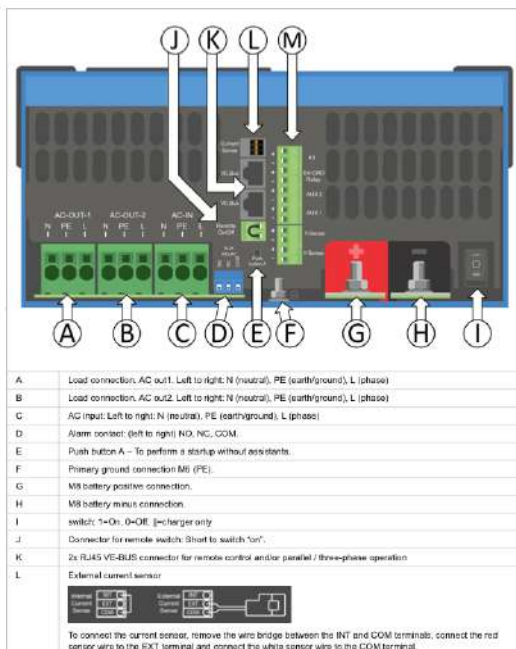 J K L M
Current
Sense
VE.Bus
VE.Bus
Remote
On-Off
K1
Relay
AUX 2
AUX 1
T-Sense
V-Sense
AC-OUT-1 AC-OUT-2 AC-IN
N PE L N PE L N PE L
+ −
A B C D E F G H I
A Load connection. AC out1. Left to right: N (neutral), PE (earth/ground), L (phase)
B Load connection. AC out2. Left to right: N (neutral), PE (earth/ground), L (phase)
C AC input: Left to right: N (neutral), PE (earth/ground), L (phase)
D Alarm contact: (left to right) NO, NC, COM.
E Push button A – To perform a startup without assistants.
F Primary ground connection M6 (PE).
G M8 battery positive connection.
H M8 battery minus connection.
I switch: 1=On, 0=Off, ||=charger only
J Connector for remote switch: Short to switch "on".
K 2x RJ45 VE-BUS connector for remote control and/or parallel / three-phase operation
L External current sensor
Internal Current Sense INT EXT COM External Current Sense INT EXT COM
To connect the current sensor, remove the wire bridge between the INT and COM terminals, connect the red
sensor wire to the EXT terminal and connect the white sensor wire to the COM terminal.